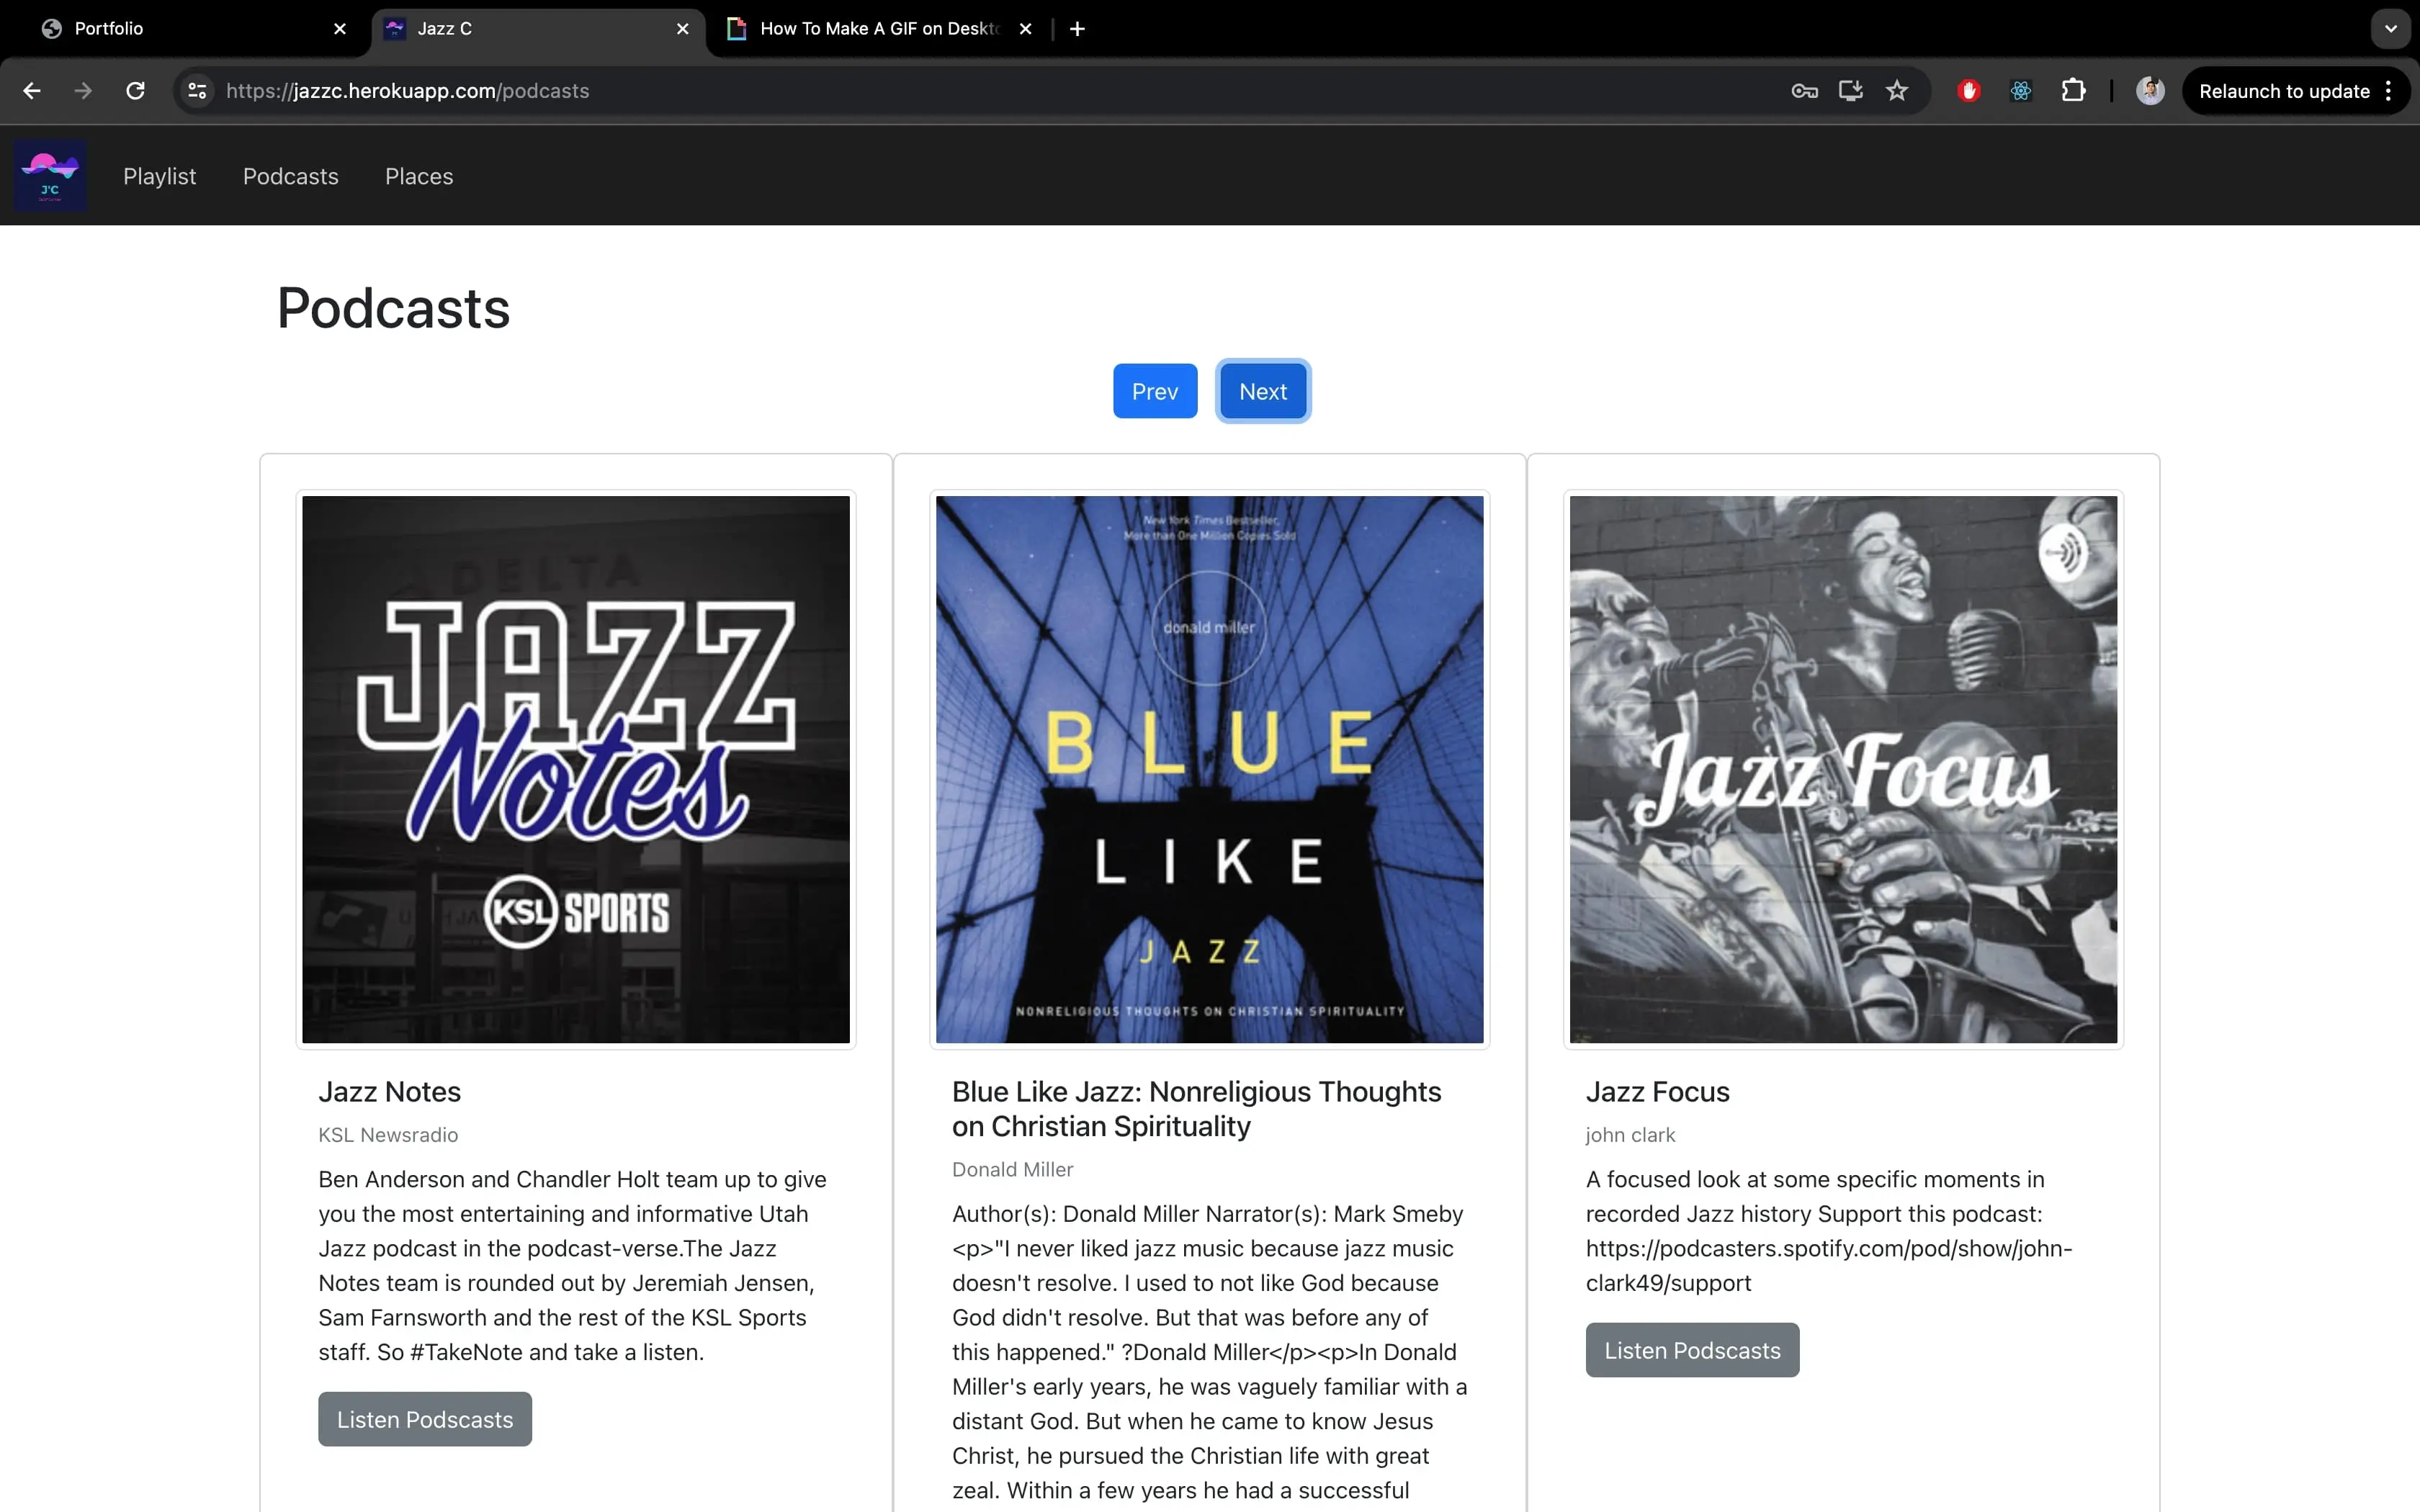 Portfolio
Jazz C
How To Make A GIF on Deskto
https://jazzc.herokuapp.com/podcasts
Relaunch to update
J'C
Playlist
Podcasts
Places
Podcasts
Prev
Next
DELTA
JAZZ
Notes
KSL SPORTS
New York Times Bestseller,
More than One Million Copies Sold
donald miller
BLUE
LIKE
JAZZ
NONRELIGIOUS THOUGHTS ON CHRISTIAN SPIRITUALITY
Jazz Focus
Jazz Notes
KSL Newsradio
Ben Anderson and Chandler Holt team up to give
you the most entertaining and informative Utah
Jazz podcast in the podcast-verse.The Jazz
Notes team is rounded out by Jeremiah Jensen,
Sam Farnsworth and the rest of the KSL Sports
staff. So #TakeNote and take a listen.
Listen Podscasts
Blue Like Jazz: Nonreligious Thoughts
on Christian Spirituality
Donald Miller
Author(s): Donald Miller Narrator(s): Mark Smeby
<p>"I never liked jazz music because jazz music
doesn't resolve. I used to not like God because
God didn't resolve. But that was before any of
this happened." ?Donald Miller</p><p>In Donald
Miller's early years, he was vaguely familiar with a
distant God. But when he came to know Jesus
Christ, he pursued the Christian life with great
zeal. Within a few years he had a successful
Jazz Focus
john clark
A focused look at some specific moments in
recorded Jazz history Support this podcast:
https://podcasters.spotify.com/pod/show/john-
clark49/support
Listen Podscasts